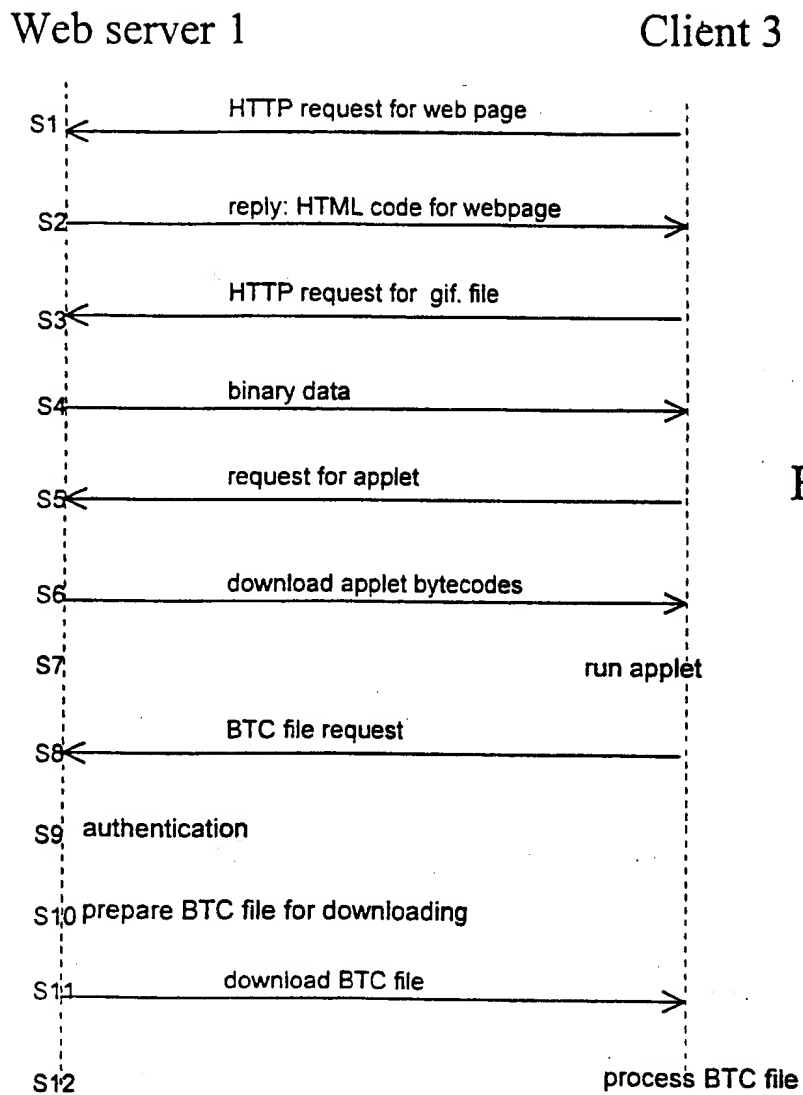 Web server 1 Client 3
S1 HTTP request for web page
S2 reply: HTML code for webpage
S3 HTTP request for gif. file
S4 binary data
S5 request for applet
S6 download applet bytecodes
S7 run applet
S8 BTC file request
S9 authentication
S10 prepare BTC file for downloading
S11 download BTC file
S12 process BTC file